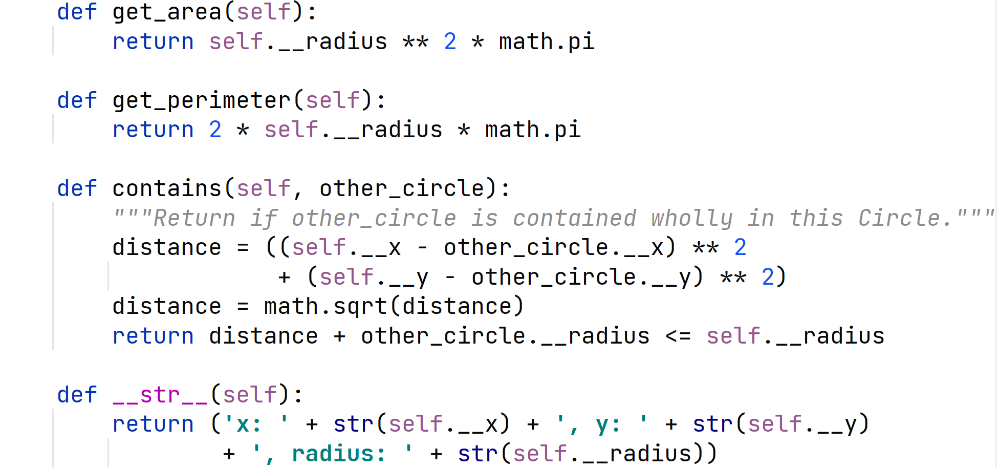 def get_area(self):
    return self.__radius ** 2 * math.pi

def get_perimeter(self):
    return 2 * self.__radius * math.pi

def contains(self, other_circle):
    """Return if other_circle is contained wholly in this Circle."""
    distance = ((self.__x - other_circle.__x) ** 2
                + (self.__y - other_circle.__y) ** 2)
    distance = math.sqrt(distance)
    return distance + other_circle.__radius <= self.__radius

def __str__(self):
    return ('x: ' + str(self.__x) + ', y: ' + str(self.__y)
            + ', radius: ' + str(self.__radius))